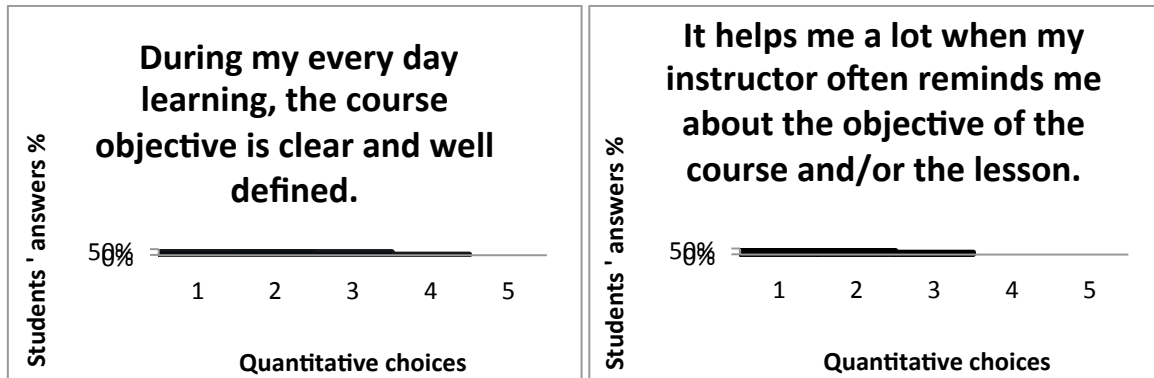 During my every day
learning, the course
objective is clear and well
defined.
Students ' answers %
50%
0%
1 2 3 4 5
Quantitative choices
It helps me a lot when my
instructor often reminds me
about the objective of the
course and/or the lesson.
Students ' answers %
50%
0%
1 2 3 4 5
Quantitative choices